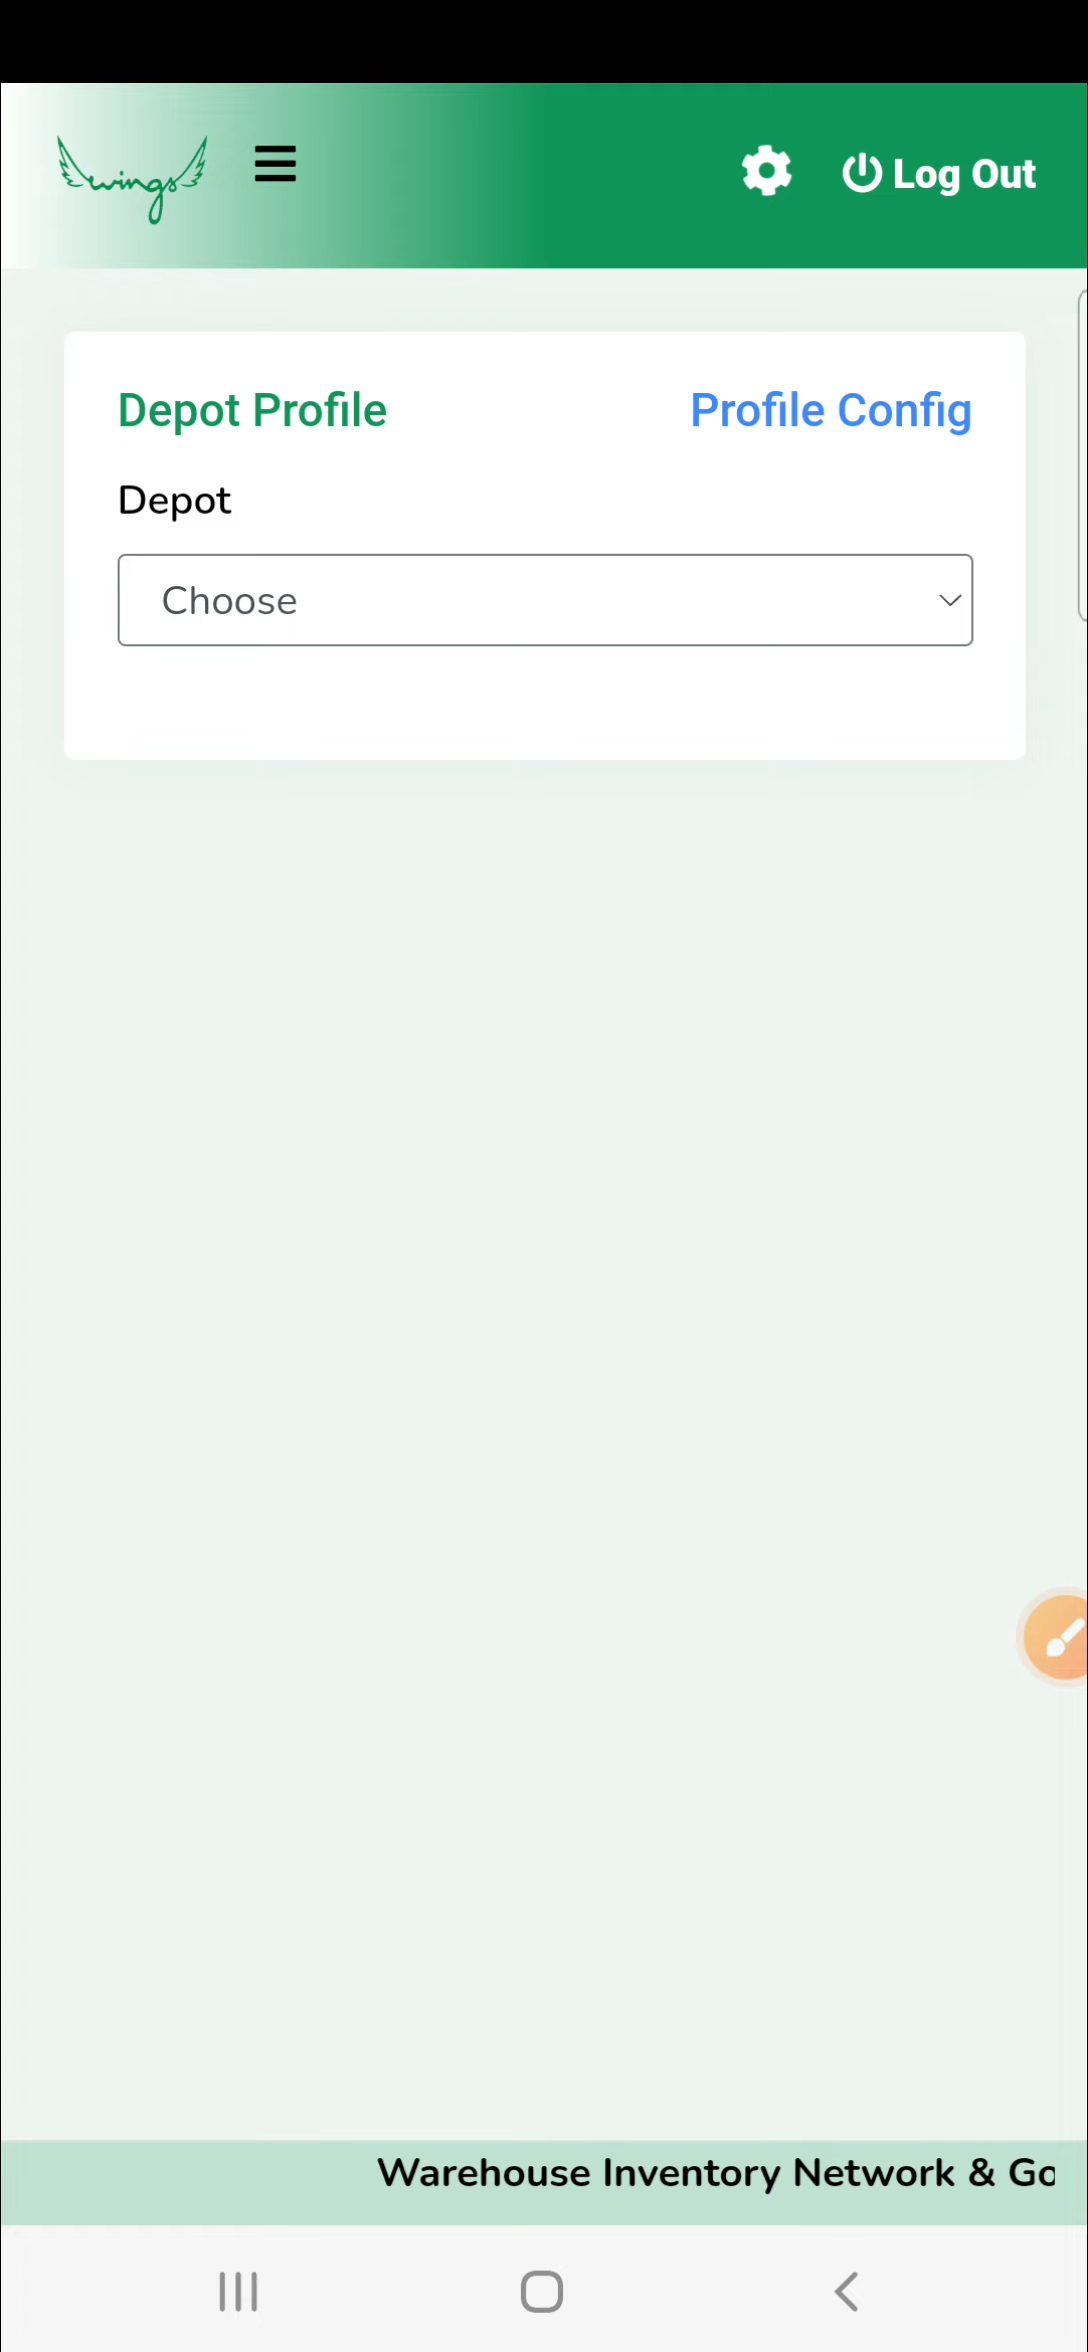 wings
Log Out
Depot Profile
Profile Config
Depot
Choose
Warehouse Inventory Network & Go